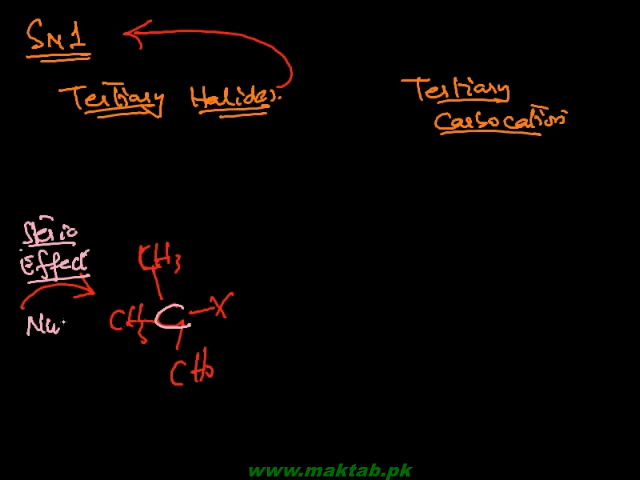 SN1
Tertiary Halides.
Tertiary
Carbocation
Steric
Effect
Nu:
CH3
CH3 C X
CH3
www.maktab.pk